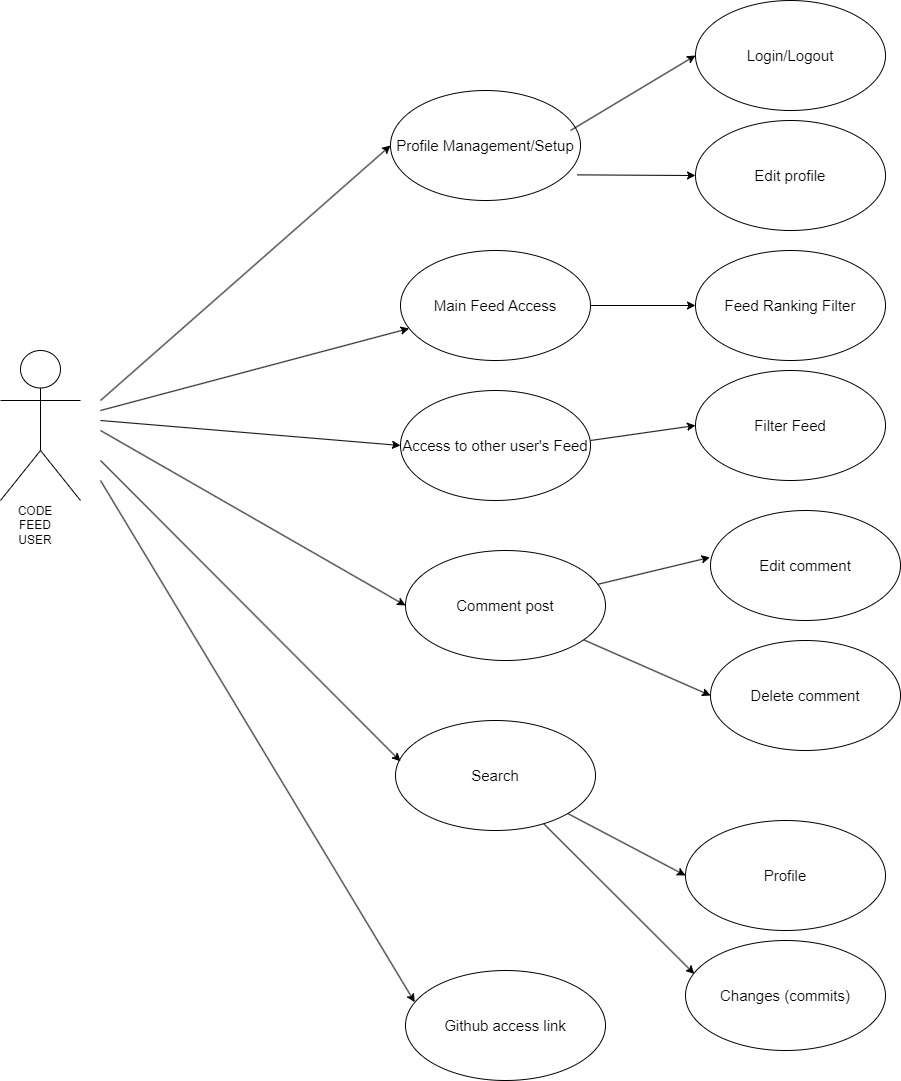 Login/Logout
Profile Management/Setup
Edit profile
Main Feed Access
Feed Ranking Filter
Access to other user's Feed
Filter Feed
CODE
FEED
USER
Comment post
Edit comment
Delete comment
Search
Profile
Changes (commits)
Github access link